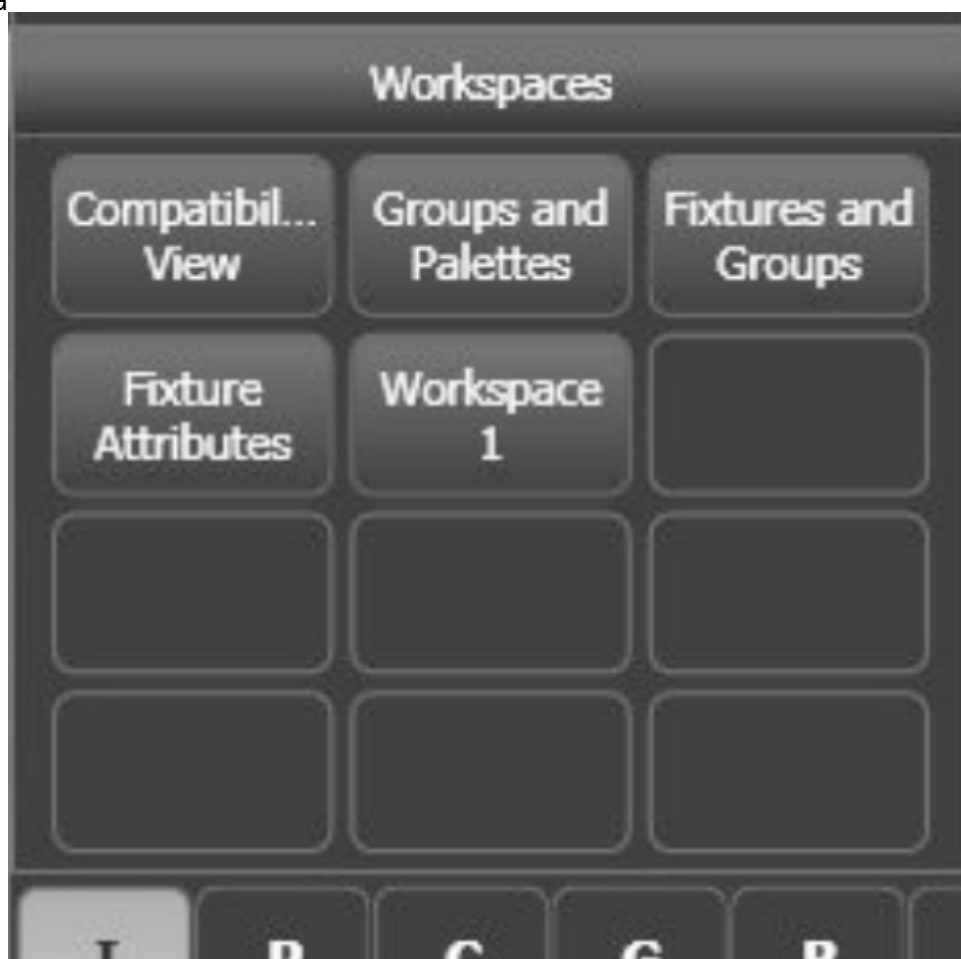 Workspaces
Compatibil... Groups and Fixtures and
View Palettes Groups
Fixture Workspace
Attributes 1